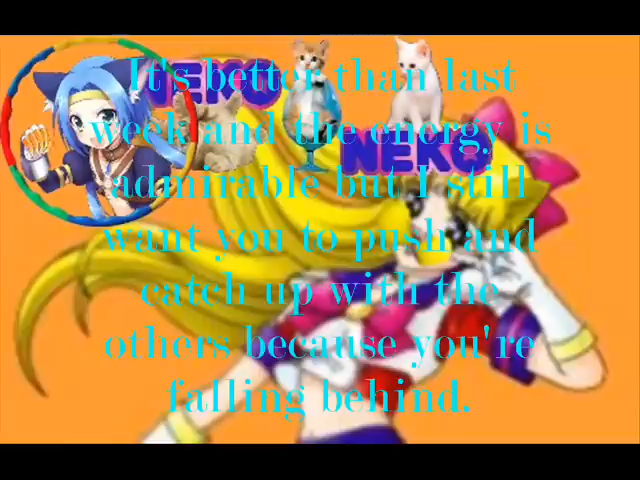 NEKO
NEKO
It's better than last
week and the energy is
admirable but I still
want you to push and
catch up with the
others because you're
falling behind.